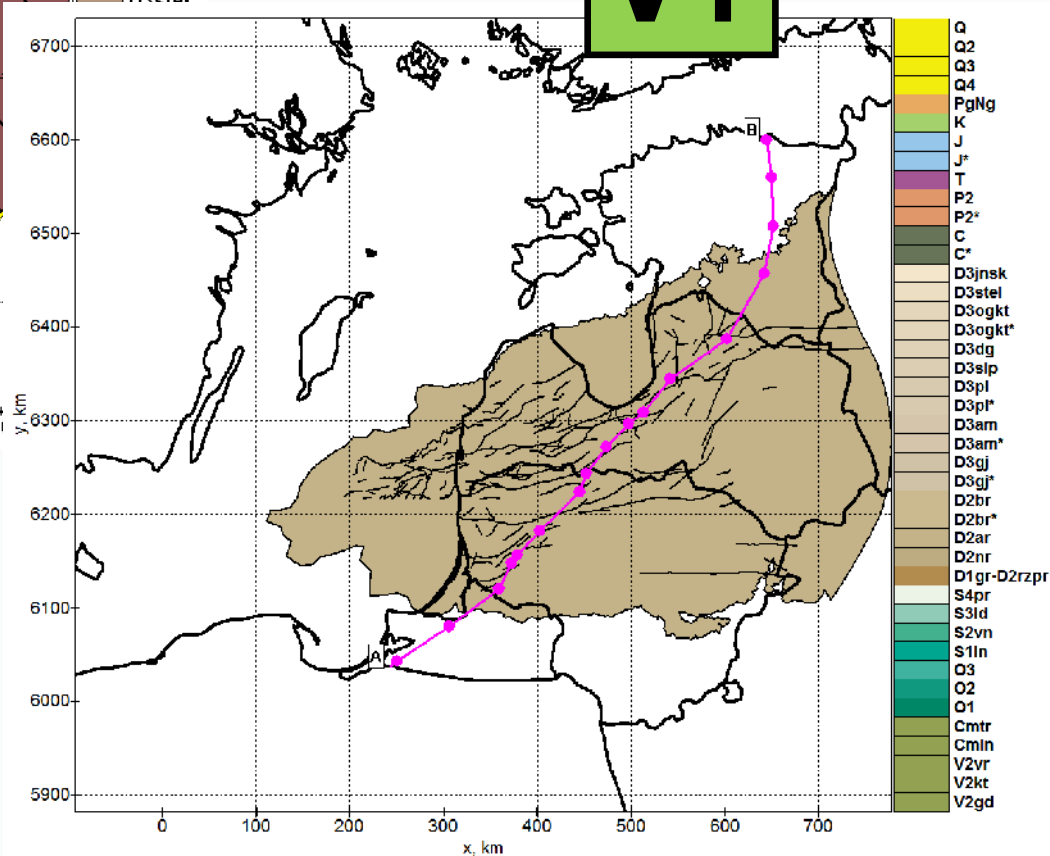 V1
6700
6600
6500
6400
6300
6200
6100
6000
5900
y, km
0
100
200
300
400
500
600
700
x, km
A
B
Q
Q2
Q3
Q4
PgNg
K
J
J*
T
P2
P2*
C
C*
D3jnsk
D3stel
D3ogkt
D3ogkt*
D3dg
D3slp
D3pl
D3pl*
D3am
D3am*
D3gj
D3gj*
D2br
D2br*
D2ar
D2nr
D1gr-D2rzpr
S4pr
S3ld
S2vn
S1ln
O3
O2
O1
Cmtr
Cmln
V2vr
V2kt
V2gd